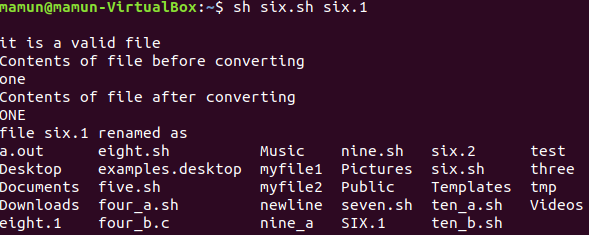 mamun@mamun-VirtualBox:~$ sh six.sh six.1
it is a valid file
Contents of file before converting
one
Contents of file after converting
ONE
file six.1 renamed as
a.out eight.sh Music nine.sh six.2 test
Desktop examples.desktop myfile1 Pictures six.sh three
Documents five.sh myfile2 Public Templates tmp
Downloads four_a.sh newline seven.sh ten_a.sh Videos
eight.1 four_b.c nine_a SIX.1 ten_b.sh